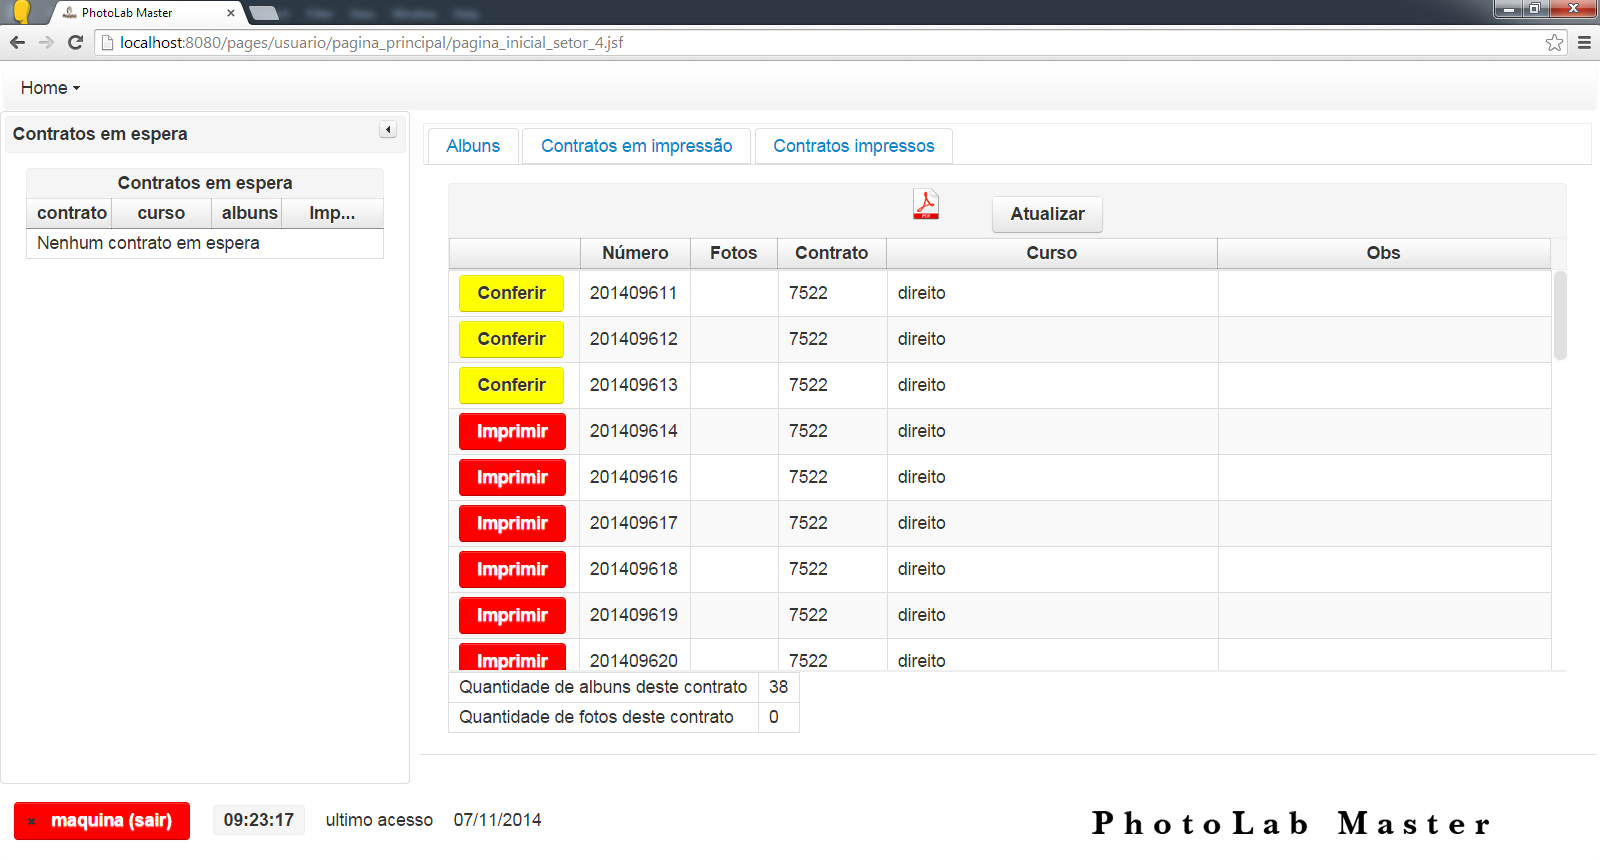 PhotoLab Master
localhost:8080/pages/usuario/pagina_principal/pagina_inicial_setor_4.jsf
Home
Contratos em espera
Contratos em espera
contrato curso albuns Imp...
Nenhum contrato em espera
Albuns Contratos em impressão Contratos impressos
PDF
Atualizar
Número Fotos Contrato Curso Obs
Conferir 201409611 7522 direito
Conferir 201409612 7522 direito
Conferir 201409613 7522 direito
Imprimir 201409614 7522 direito
Imprimir 201409616 7522 direito
Imprimir 201409617 7522 direito
Imprimir 201409618 7522 direito
Imprimir 201409619 7522 direito
Imprimir 201409620 7522 direito
Quantidade de albuns deste contrato 38
Quantidade de fotos deste contrato 0
maquina (sair) 09:23:17 ultimo acesso 07/11/2014
PhotoLab Master